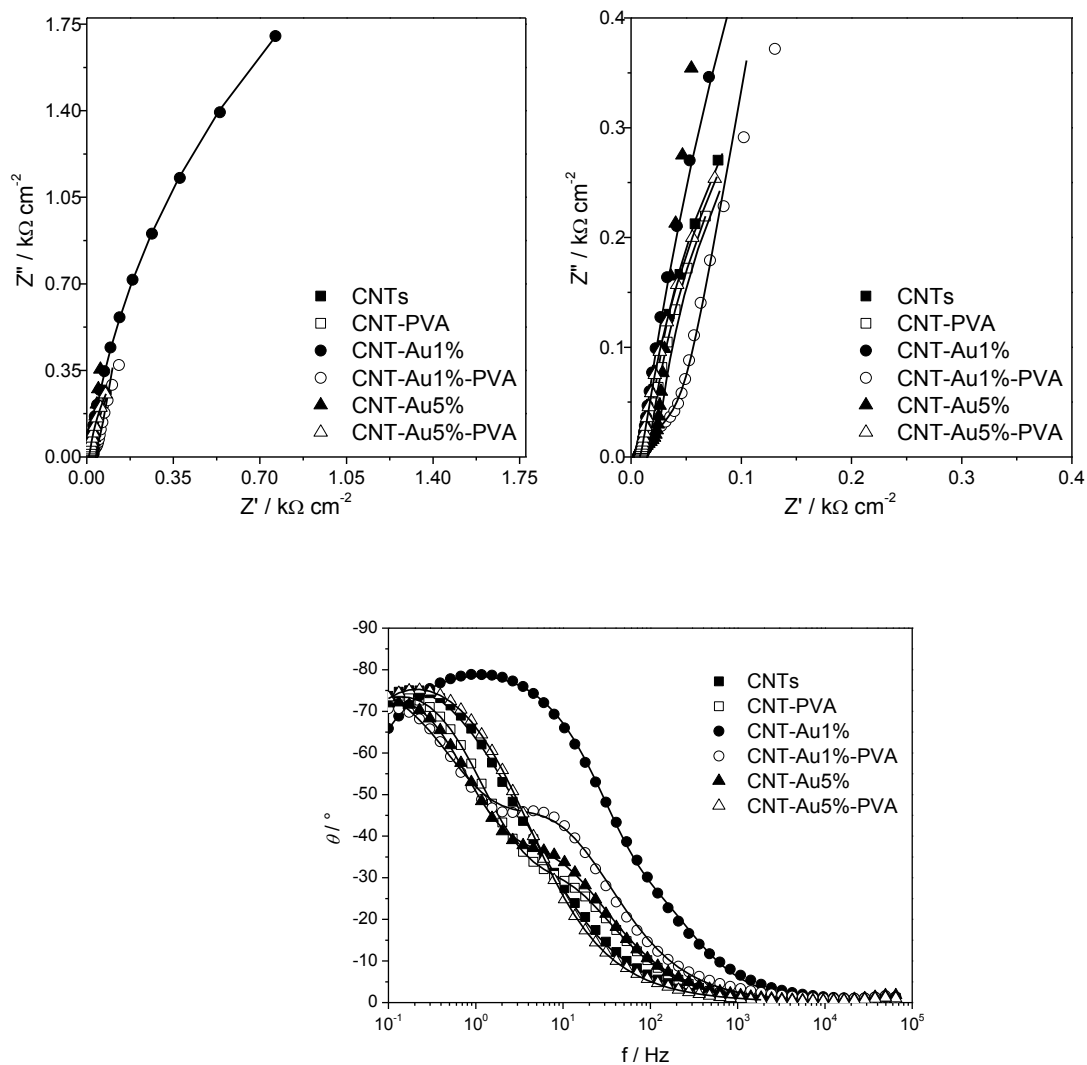 1.75
1.40
1.05
0.70
0.35
0.00
Z" / kΩ cm-2
0.00 0.35 0.70 1.05 1.40 1.75
Z' / kΩ cm-2
CNTs
CNT-PVA
CNT-Au1%
CNT-Au1%-PVA
CNT-Au5%
CNT-Au5%-PVA
0.4
0.3
0.2
0.1
0.0
Z" / kΩ cm-2
0.0 0.1 0.2 0.3 0.4
Z' / kΩ cm-2
CNTs
CNT-PVA
CNT-Au1%
CNT-Au1%-PVA
CNT-Au5%
CNT-Au5%-PVA
-90
-80
-70
-60
-50
-40
-30
-20
-10
0
θ / °
10-1 100 101 102 103 104 105
f / Hz
CNTs
CNT-PVA
CNT-Au1%
CNT-Au1%-PVA
CNT-Au5%
CNT-Au5%-PVA